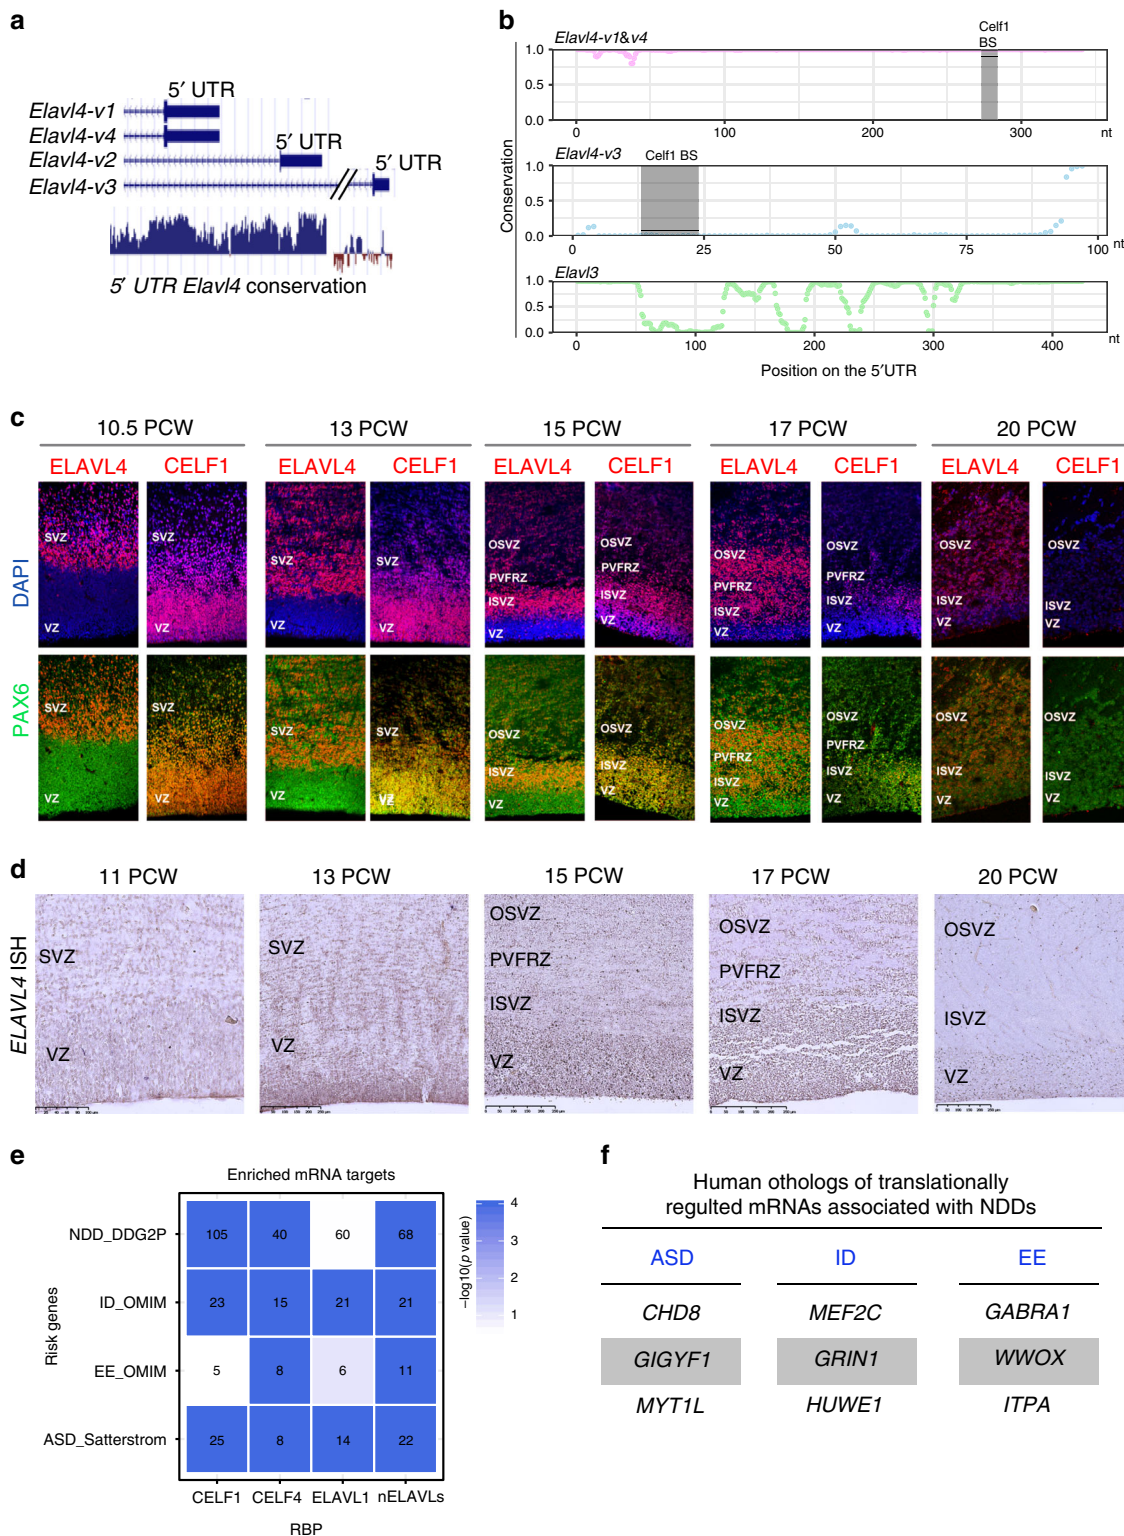 a
5′ UTR
Elavl4-v1
Elavl4-v4
5′ UTR
Elavl4-v2
5′ UTR
Elavl4-v3
5′ UTR Elavl4 conservation
b
Elavl4-v1&v4
Celf1
BS
1.0
0.5
0.0
0 100 200 300 nt
Elavl4-v3
Celf1 BS
1.0
0.5
0.0
0 25 50 75 100 nt
Conservation
Elavl3
1.0
0.5
0.0
0 100 200 300 400 nt
Position on the 5′UTR
c
10.5 PCW 13 PCW 15 PCW 17 PCW 20 PCW
ELAVL4 CELF1 ELAVL4 CELF1 ELAVL4 CELF1 ELAVL4 CELF1 ELAVL4 CELF1
DAPI
SVZ SVZ SVZ SVZ OSVZ OSVZ OSVZ OSVZ OSVZ OSVZ
PVFRZ PVFRZ PVFRZ PVFRZ
ISVZ ISVZ ISVZ ISVZ ISVZ ISVZ
VZ VZ VZ VZ VZ VZ VZ VZ VZ VZ
PAX6
SVZ SVZ SVZ SVZ OSVZ OSVZ OSVZ OSVZ OSVZ OSVZ
PVFRZ PVFRZ
ISVZ ISVZ ISVZ ISVZ ISVZ ISVZ
VZ VZ VZ VZ VZ VZ VZ VZ VZ VZ
d
11 PCW 13 PCW 15 PCW 17 PCW 20 PCW
ELAVL4 ISH
SVZ SVZ OSVZ OSVZ OSVZ
PVFRZ PVFRZ
ISVZ ISVZ ISVZ
VZ VZ VZ VZ VZ
e
Enriched mRNA targets
Risk genes
NDD_DDG2P 105 40 60 68
ID_OMIM 23 15 21 21
EE_OMIM 5 8 6 11
ASD_Satterstrom 25 8 14 22
CELF1 CELF4 ELAVL1 nELAVLs
RBP
−log10(p value)
4
3
2
1
f
Human othologs of translationally
regulted mRNAs associated with NDDs
ASD ID EE
CHD8 MEF2C GABRA1
GIGYF1 GRIN1 WWOX
MYT1L HUWE1 ITPA